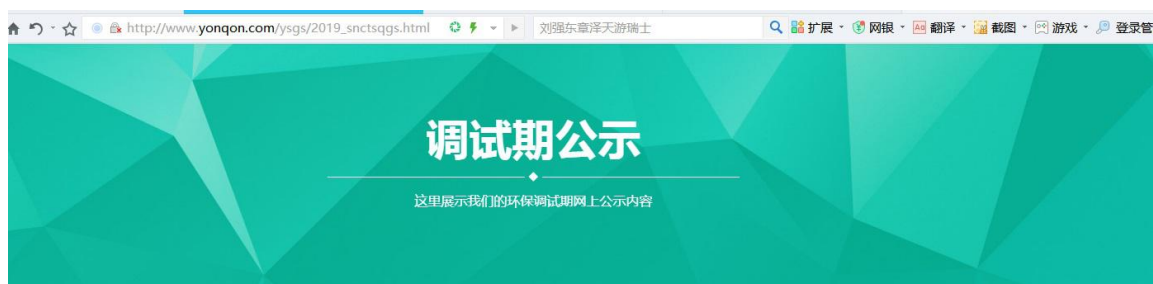 http://www.yonqon.com/ysgs/2019_snctsqgs.html 刘强东章泽天游瑞士 扩展 网银 翻译 截图 游戏 登录管
调试期公示
这里展示我们的环保调试期网上公示内容